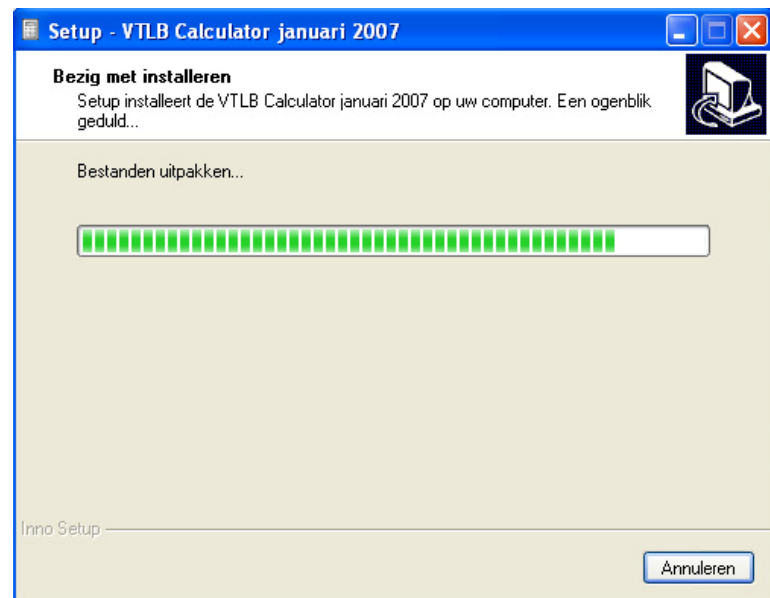 Setup - VTLB Calculator januari 2007
Bezig met installeren
Setup installeert de VTLB Calculator januari 2007 op uw computer. Een ogenblik
geduld...
Bestanden uitpakken...
Inno Setup
Annuleren